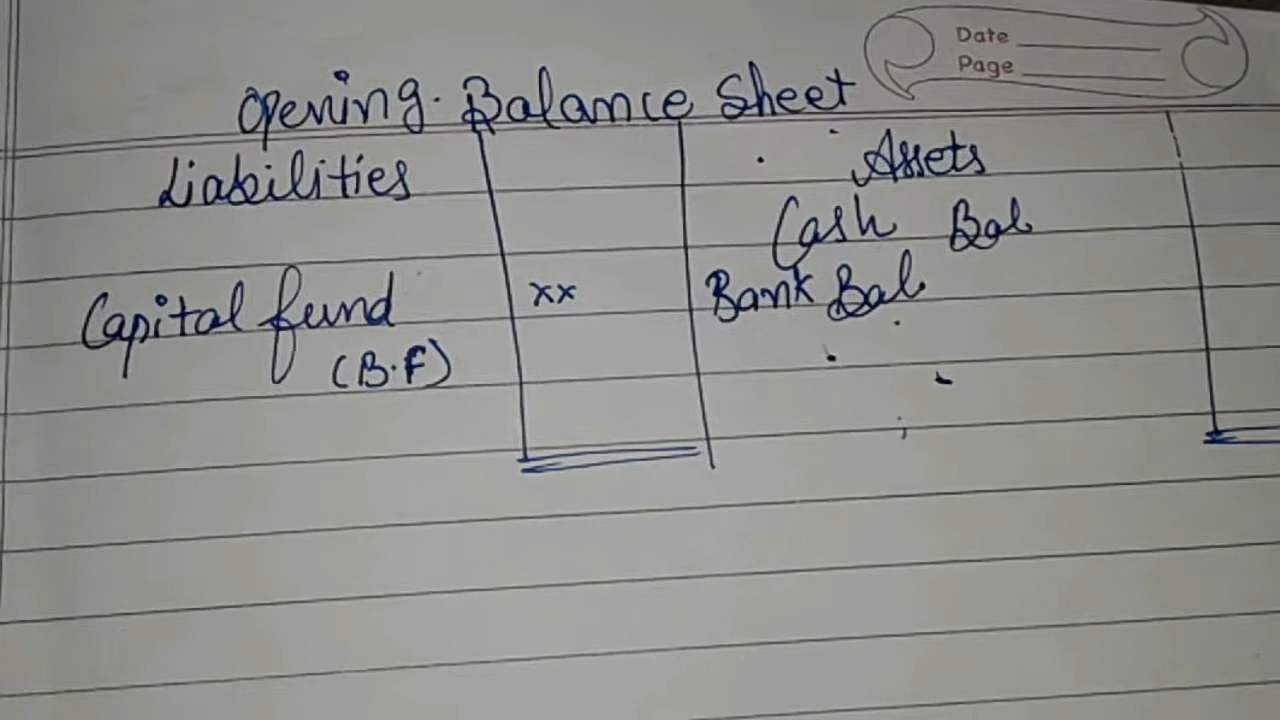 Date
Page
Opening. Balance Sheet
Liabilities Assets
Cash Bal
Capital fund xx Bank Bal.
(B.F)